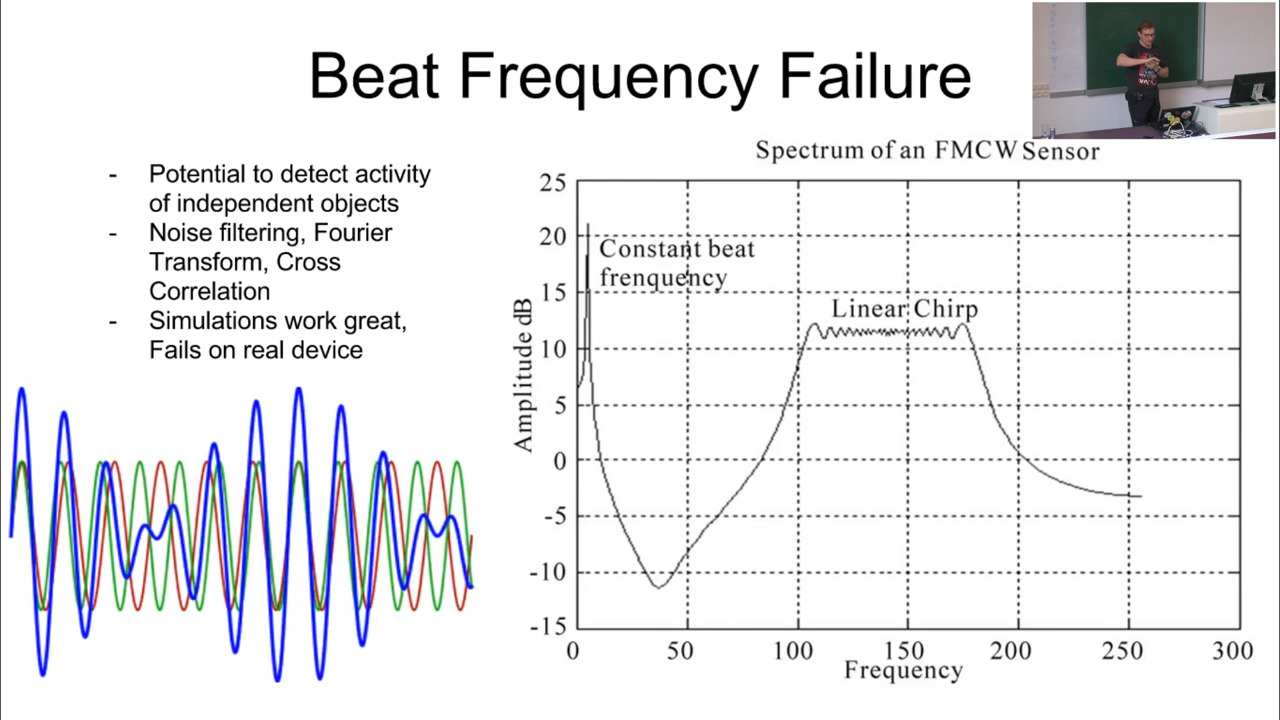 Beat Frequency Failure
- Potential to detect activity
of independent objects
- Noise filtering, Fourier
Transform, Cross
Correlation
- Simulations work great,
Fails on real device
Spectrum of an FMCW Sensor
25
20
15
10
5
0
-5
-10
-15
Amplitude dB
Constant beat
frenquency
Linear Chirp
0 50 100 150 200 250 300
Frequency